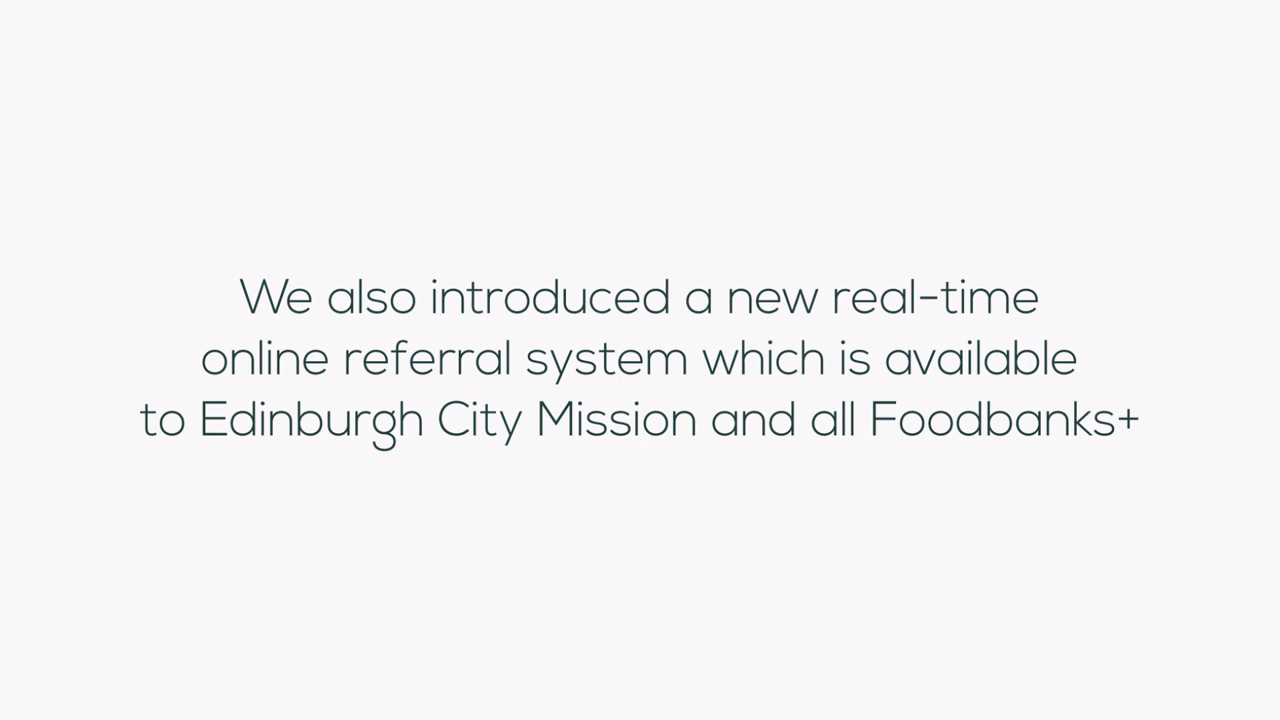 We also introduced a new real-time
online referral system which is available
to Edinburgh City Mission and all Foodbanks+